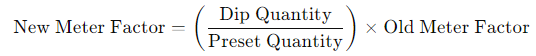 New Meter Factor = ( Dip Quantity / Preset Quantity ) × Old Meter Factor